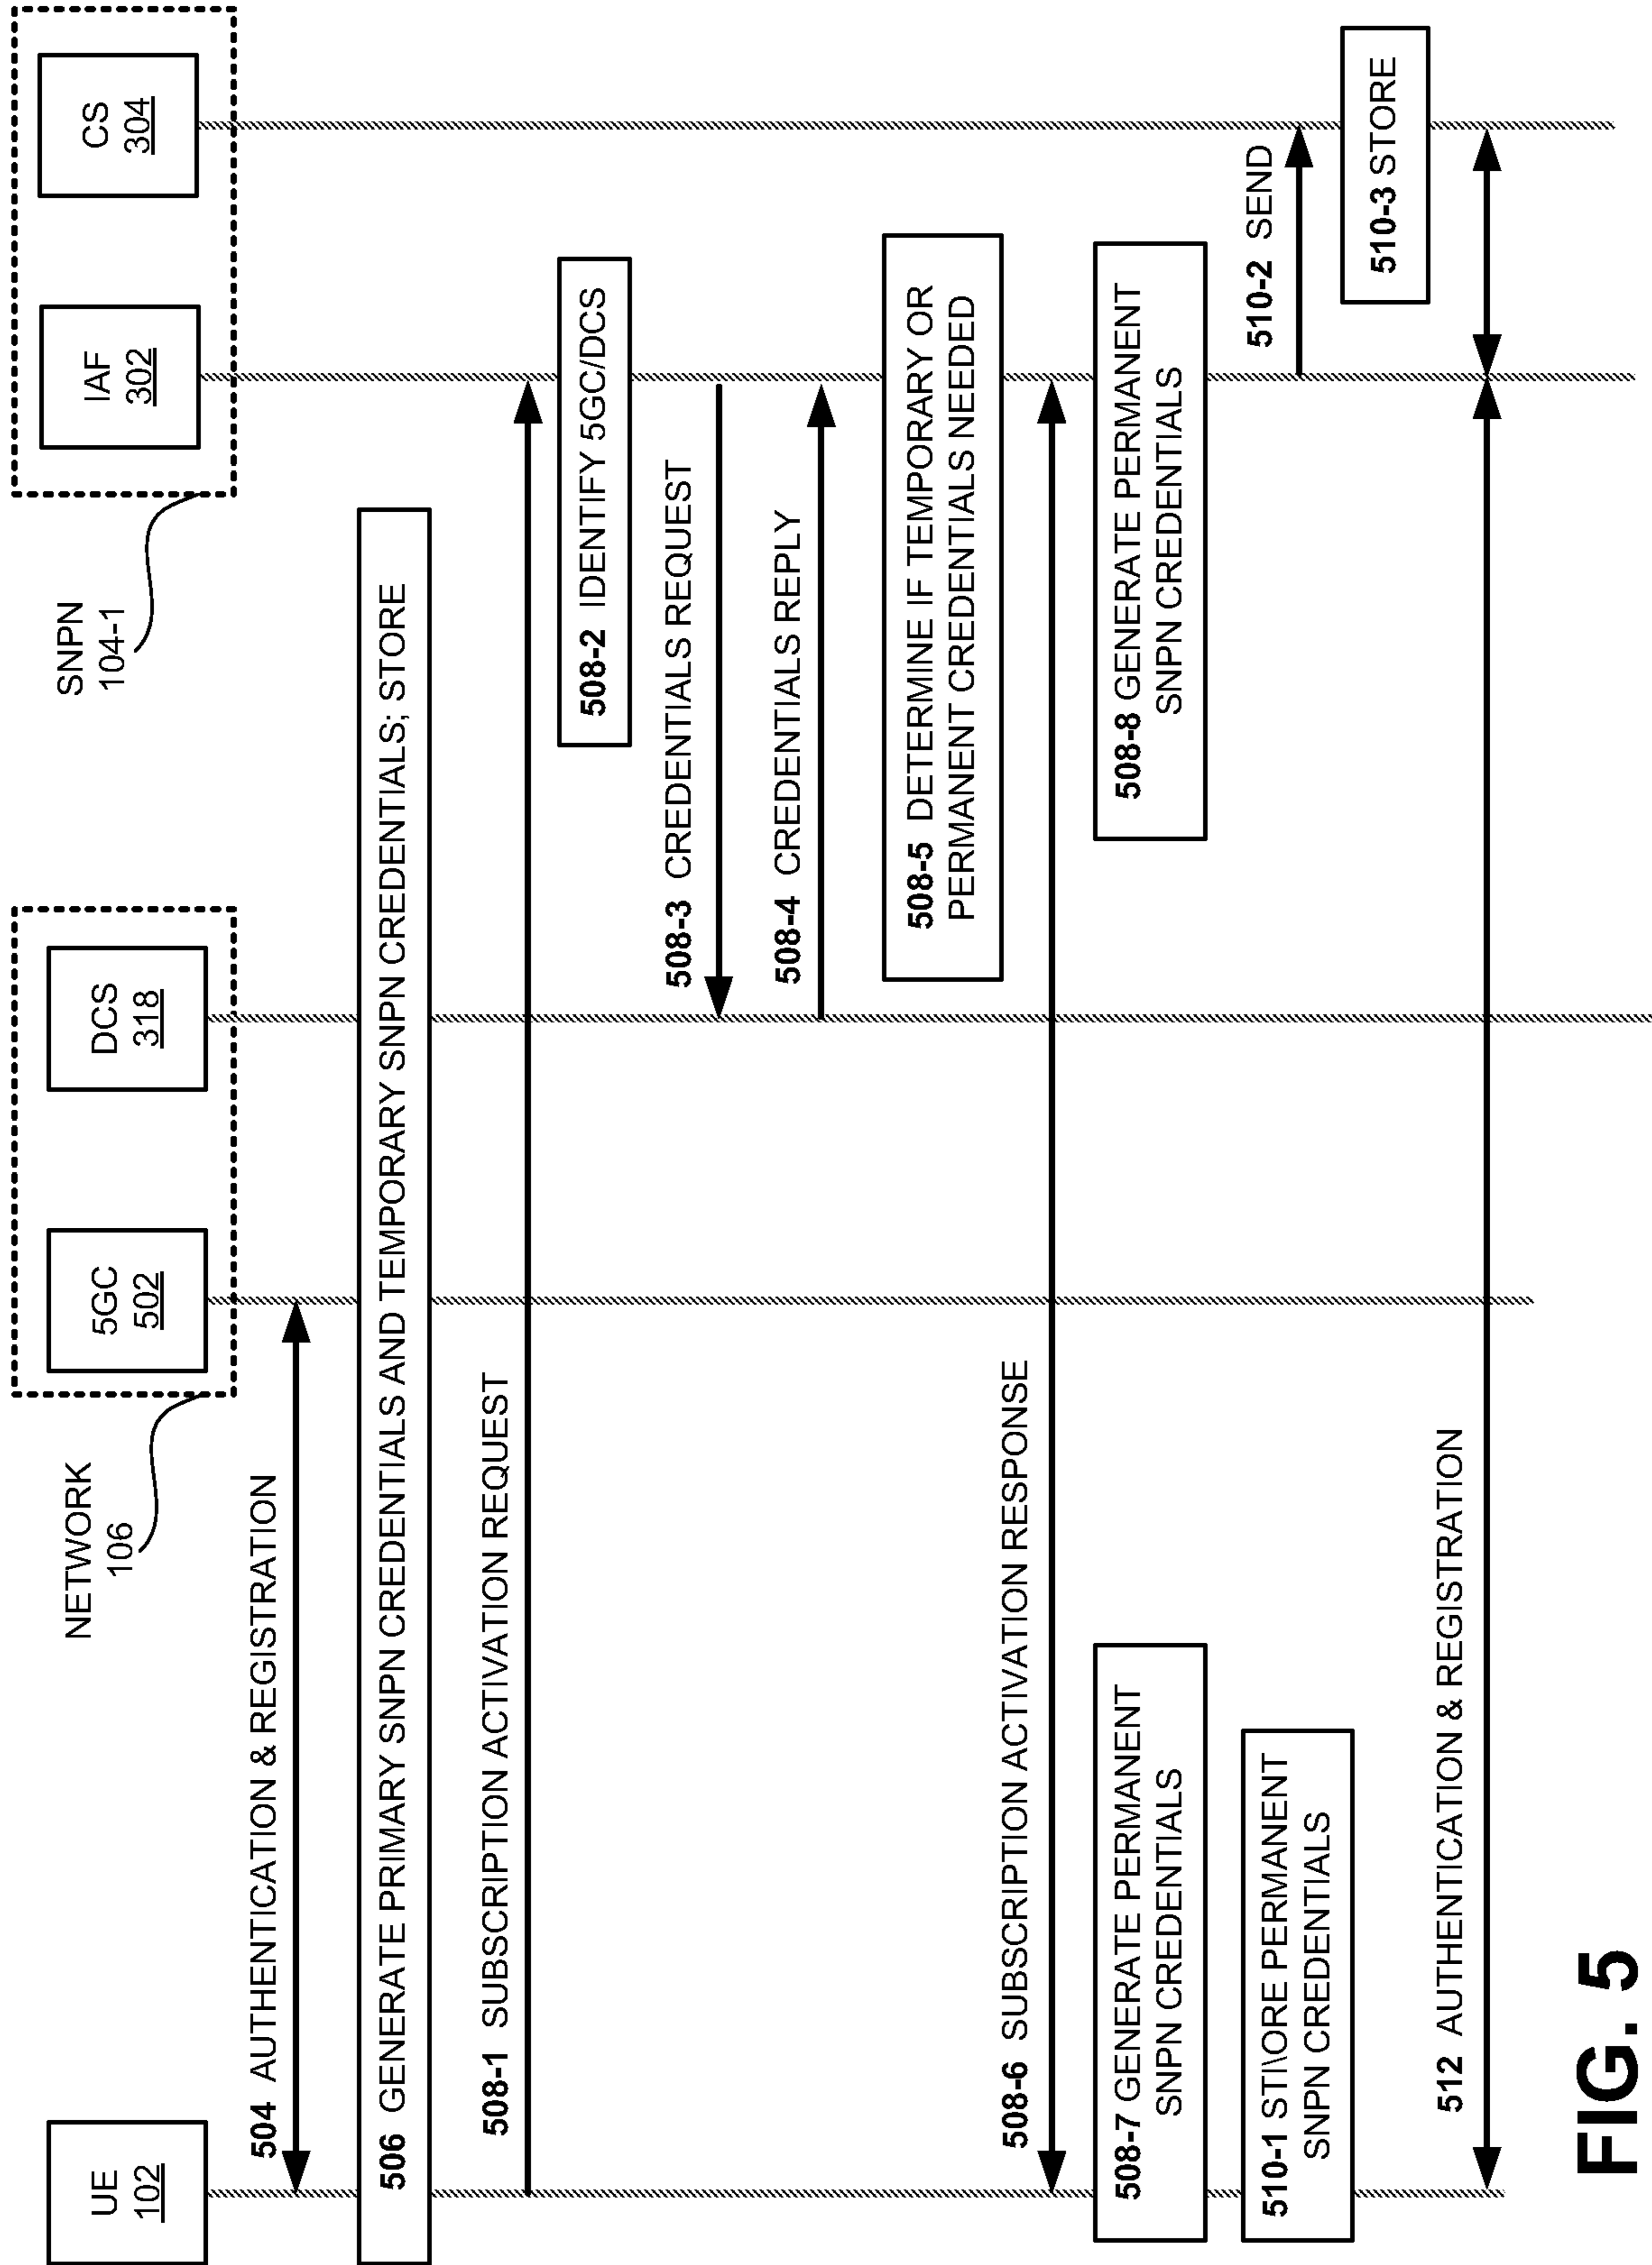 UE
102
NETWORK
106
5GC
502
DCS
318
SNPN
104-1
IAF
302
CS
304
504 AUTHENTICATION & REGISTRATION
506 GENERATE PRIMARY SNPN CREDENTIALS AND TEMPORARY SNPN CREDENTIALS; STORE
508-1 SUBSCRIPTION ACTIVATION REQUEST
508-2 IDENTIFY 5GC/DCS
508-3 CREDENTIALS REQUEST
508-4 CREDENTIALS REPLY
508-5 DETERMINE IF TEMPORARY OR
PERMANENT CREDENTIALS NEEDED
508-6 SUBSCRIPTION ACTIVATION RESPONSE
508-7 GENERATE PERMANENT
SNPN CREDENTIALS
508-8 GENERATE PERMANENT
SNPN CREDENTIALS
510-1 STI\ORE PERMANENT
SNPN CREDENTIALS
510-2 SEND
510-3 STORE
512 AUTHENTICATION & REGISTRATION
FIG. 5